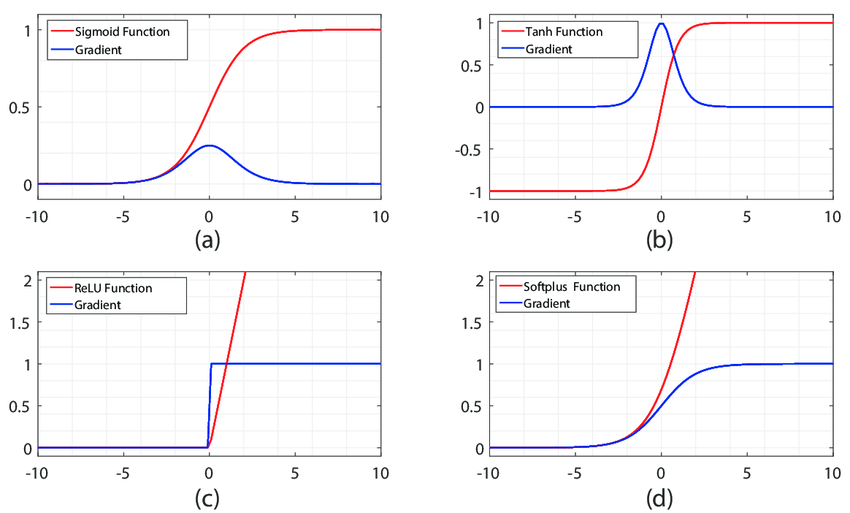 Sigmoid Function
Gradient
1
0.5
0
-10 -5 0 5 10
(a)
Tanh Function
Gradient
1
0.5
0
-0.5
-1
-10 -5 0 5 10
(b)
ReLU Function
Gradient
2
1.5
1
0.5
0
-10 -5 0 5 10
(c)
Softplus Function
Gradient
2
1.5
1
0.5
0
-10 -5 0 5 10
(d)